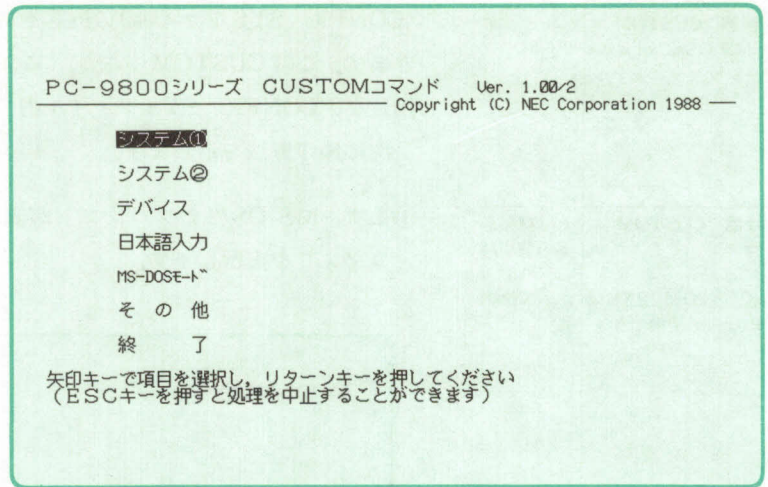 PC-9800シリーズ CUSTOMコマンド Ver. 1.00/2
Copyright (C) NEC Corporation 1988
システム①
システム②
デバイス
日本語入力
MS-DOSモード
そ の 他
終 了
矢印キーで項目を選択し，リターンキーを押してください
（ESCキーを押すと処理を中止することができます）